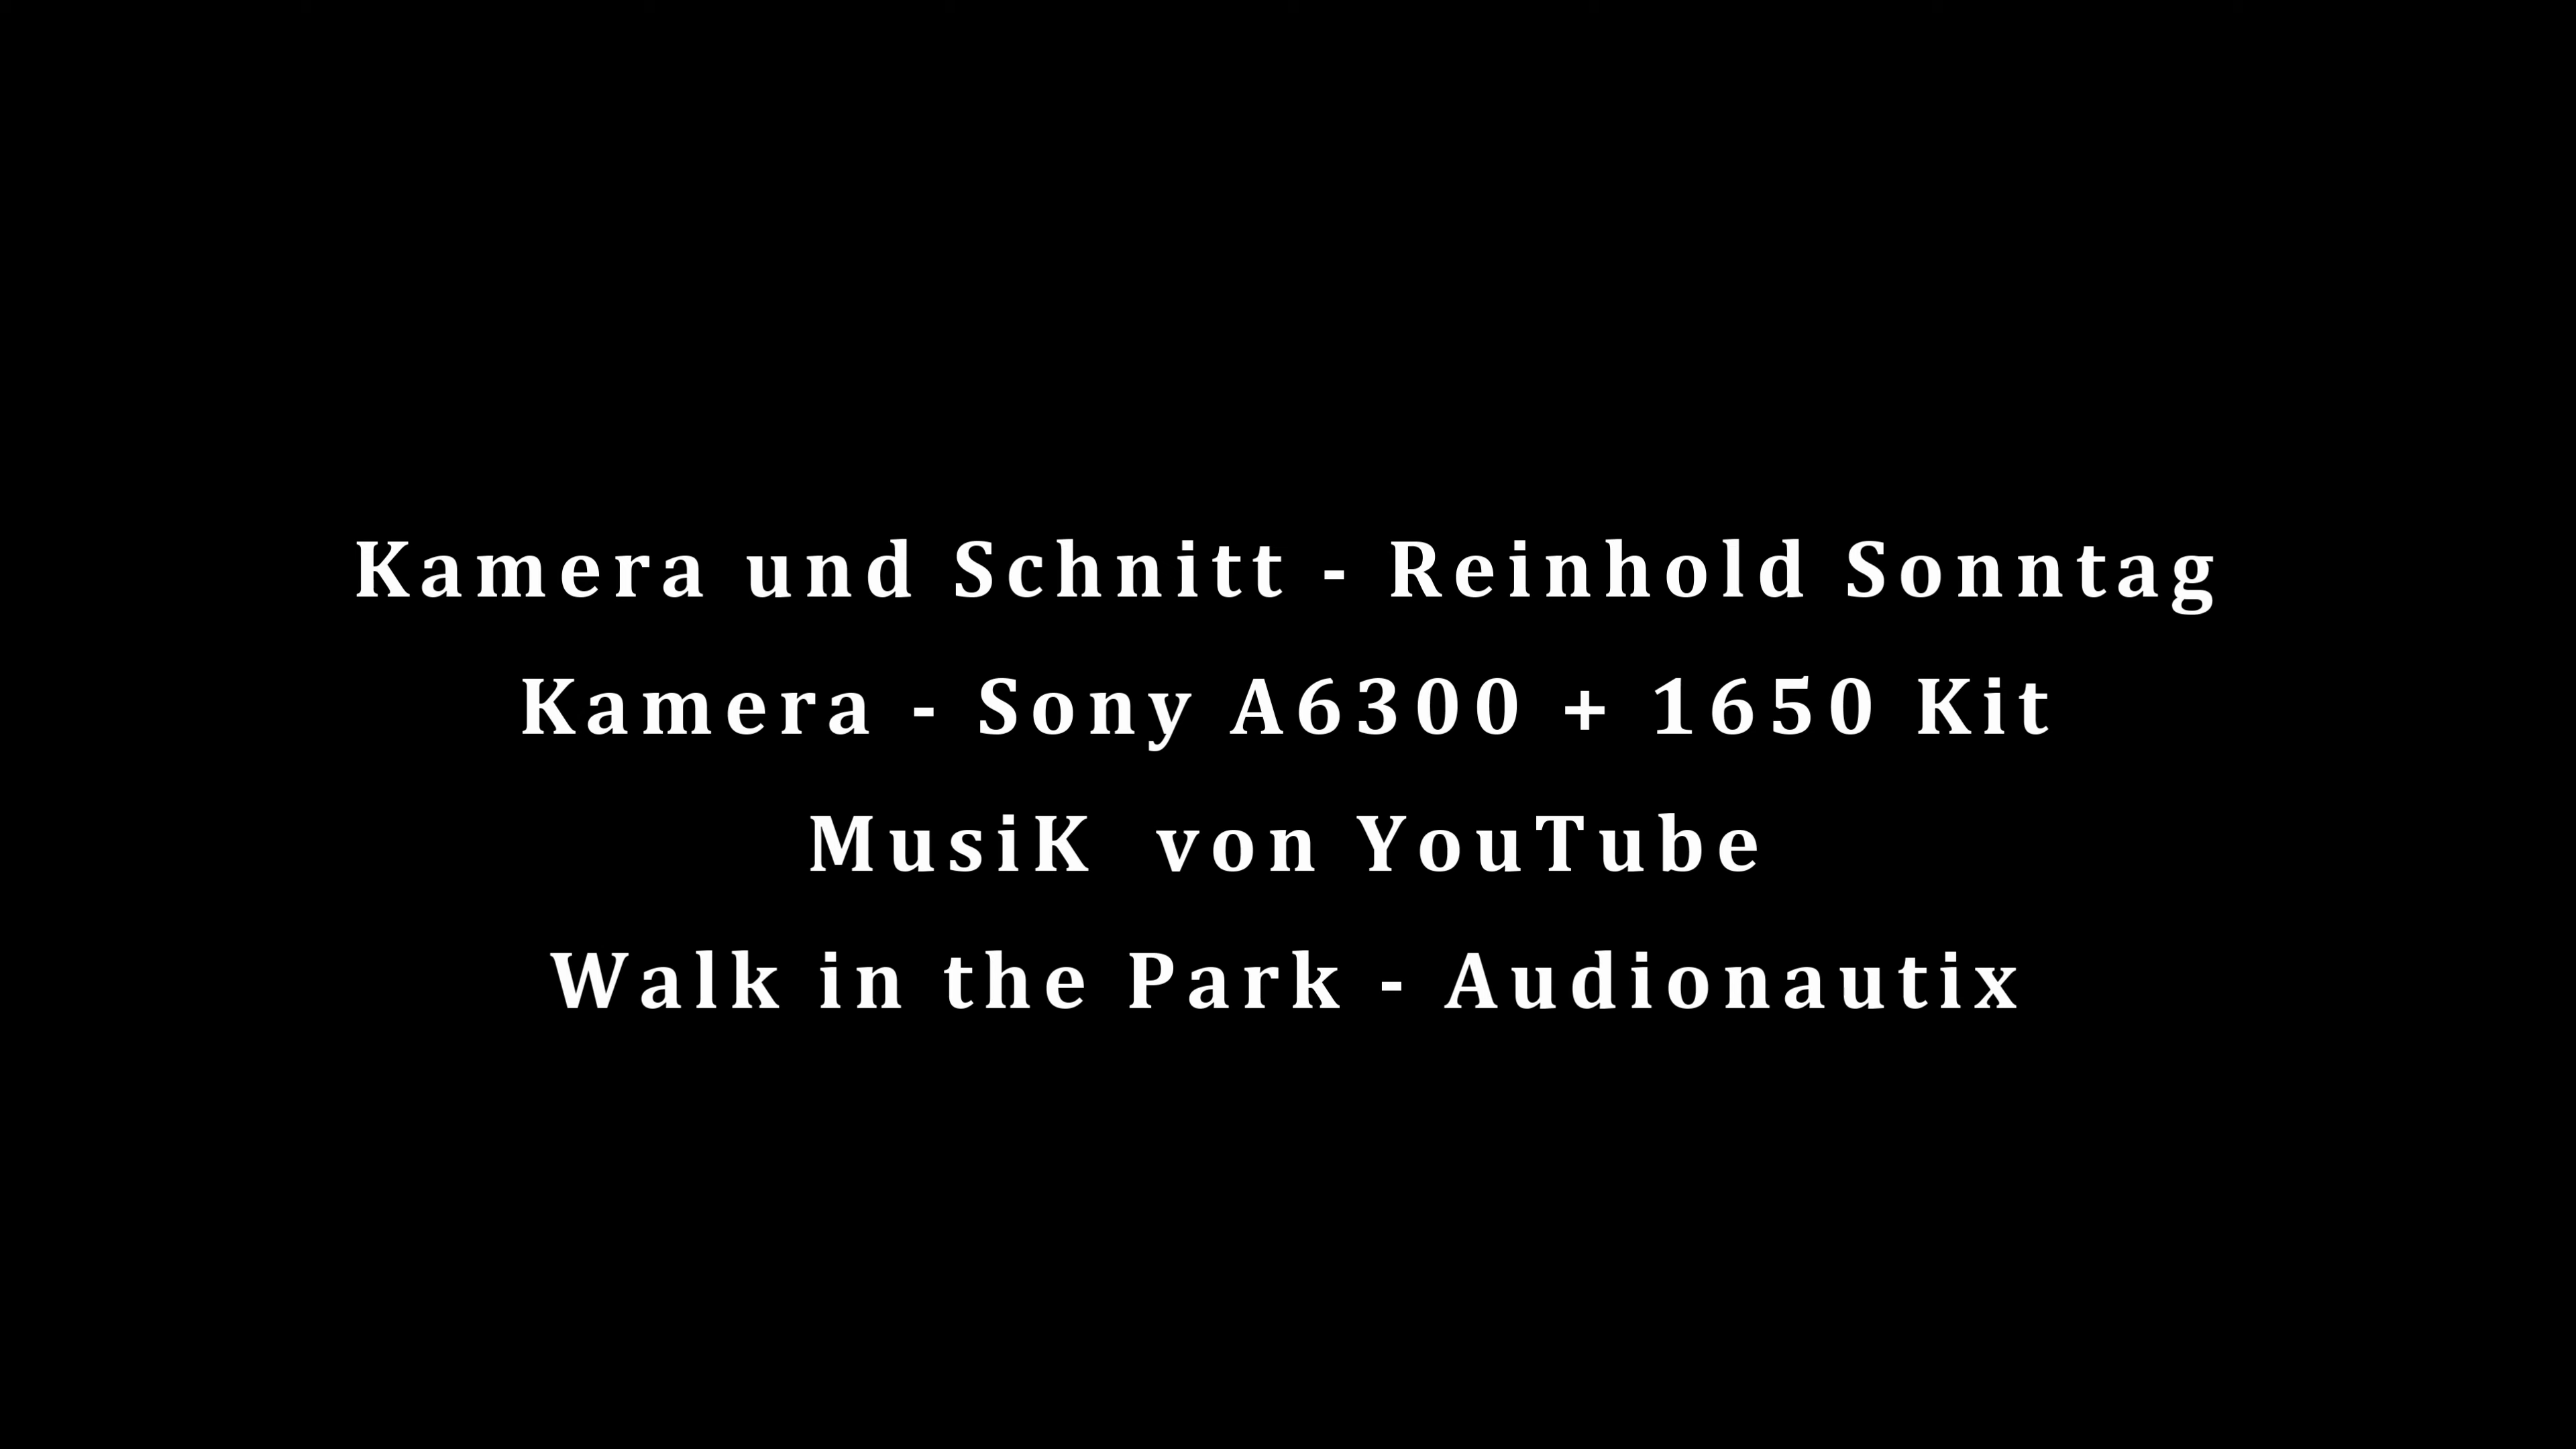 Kamera und Schnitt - Reinhold Sonntag
Kamera - Sony A6300 + 1650 Kit
MusiK  von YouTube
Walk in the Park - Audionautix